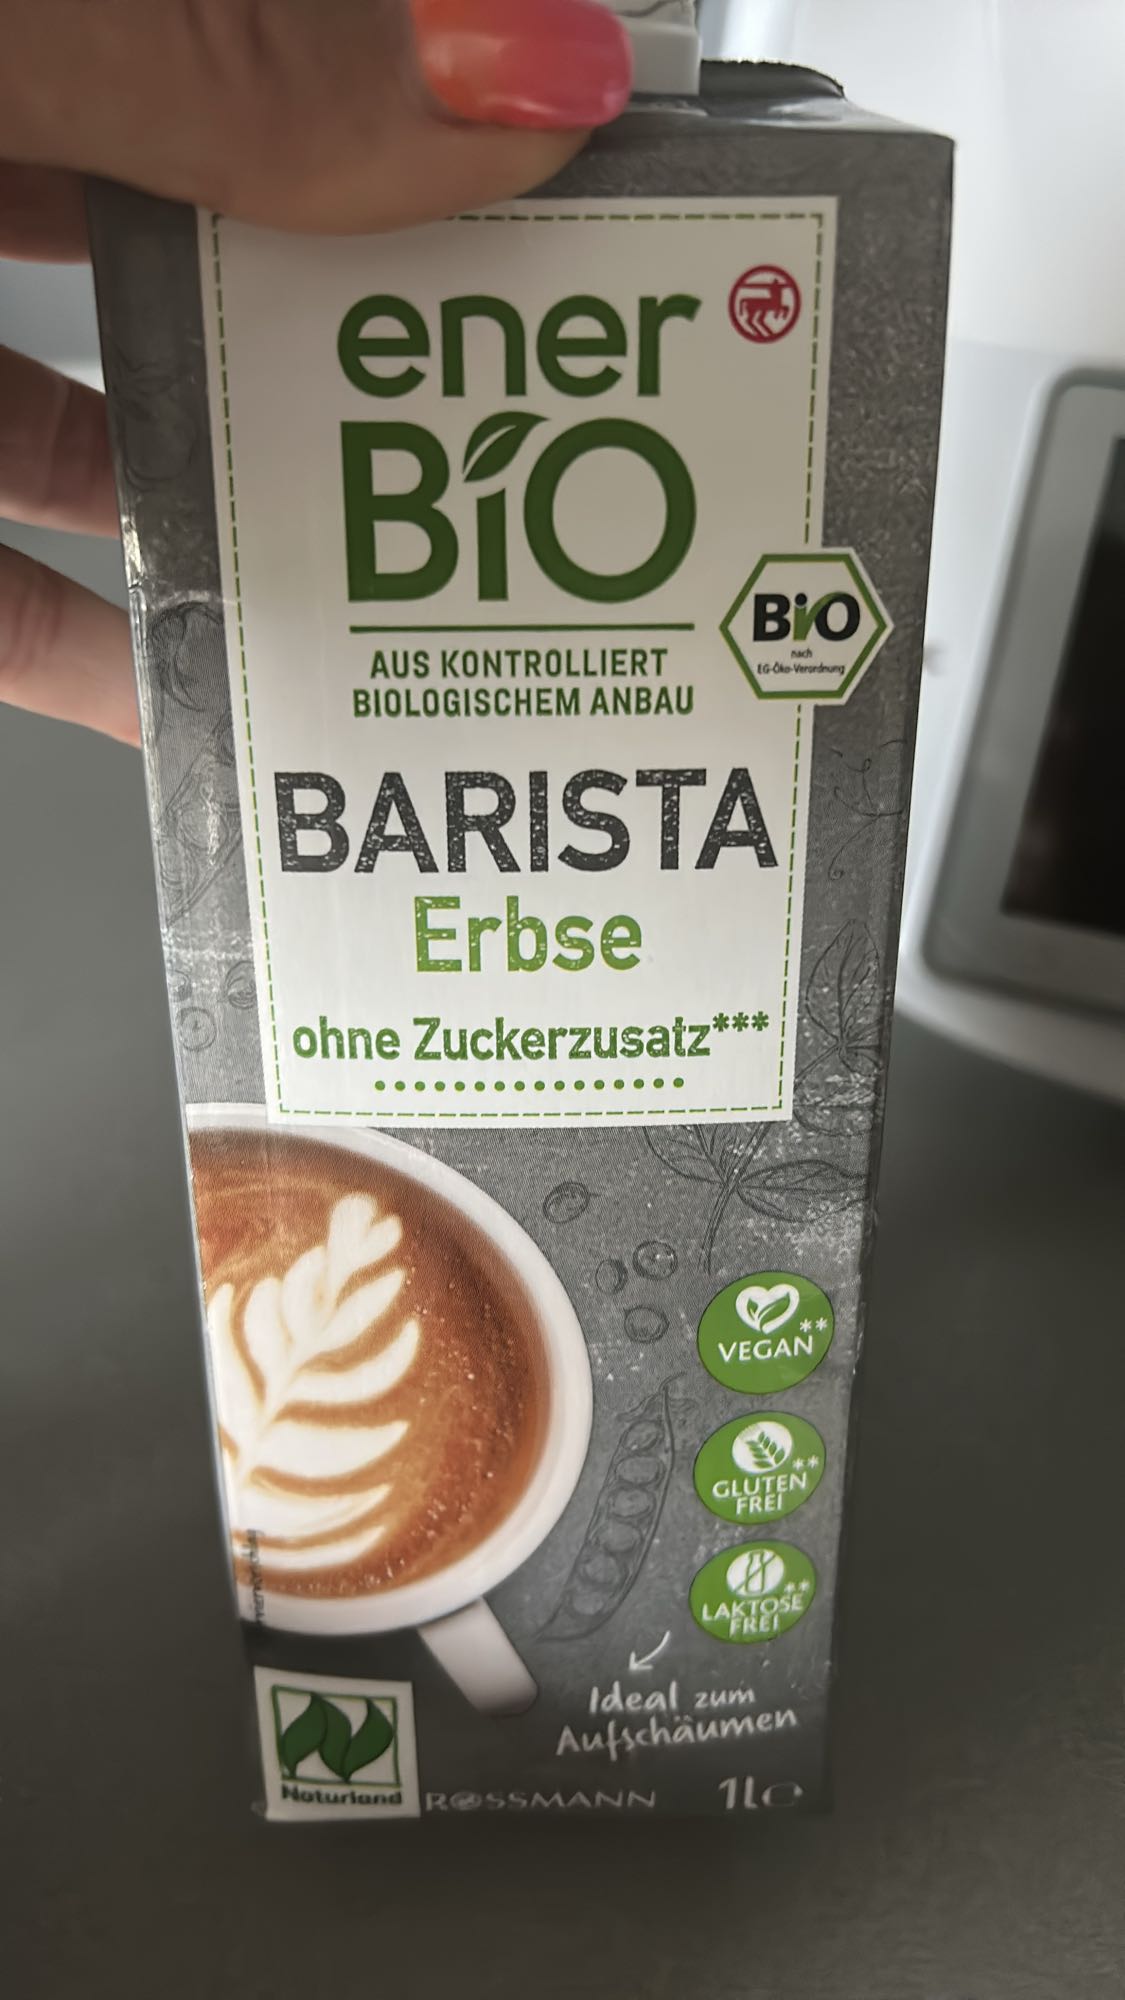 ener
BiO
AUS KONTROLLIERT
BIOLOGISCHEM ANBAU
BiO
nach
EG-Öko-Verordnung
BARISTA
Erbse
ohne Zuckerzusatz***
VEGAN**
GLUTEN**
FREI
LAKTOSE**
FREI
Ideal zum
Aufschäumen
Naturland
ROSSMANN
1L e